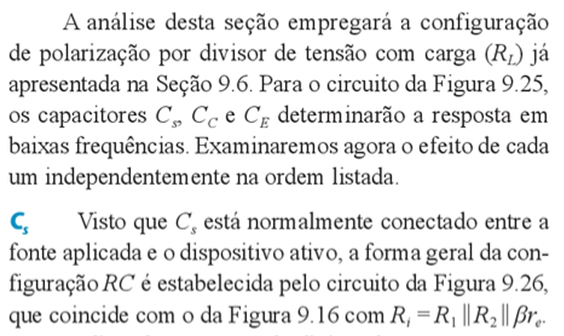 A análise desta seção empregará a configuração
de polarização por divisor de tensão com carga (R_L) já
apresentada na Seção 9.6. Para o circuito da Figura 9.25,
os capacitores C_s, C_C e C_E determinarão a resposta em
baixas frequências. Examinaremos agora o efeito de cada
um independentemente na ordem listada.
C_s Visto que C_s está normalmente conectado entre a
fonte aplicada e o dispositivo ativo, a forma geral da con-
figuração RC é estabelecida pelo circuito da Figura 9.26,
que coincide com o da Figura 9.16 com R_i = R_1 || R_2 || βr_e.